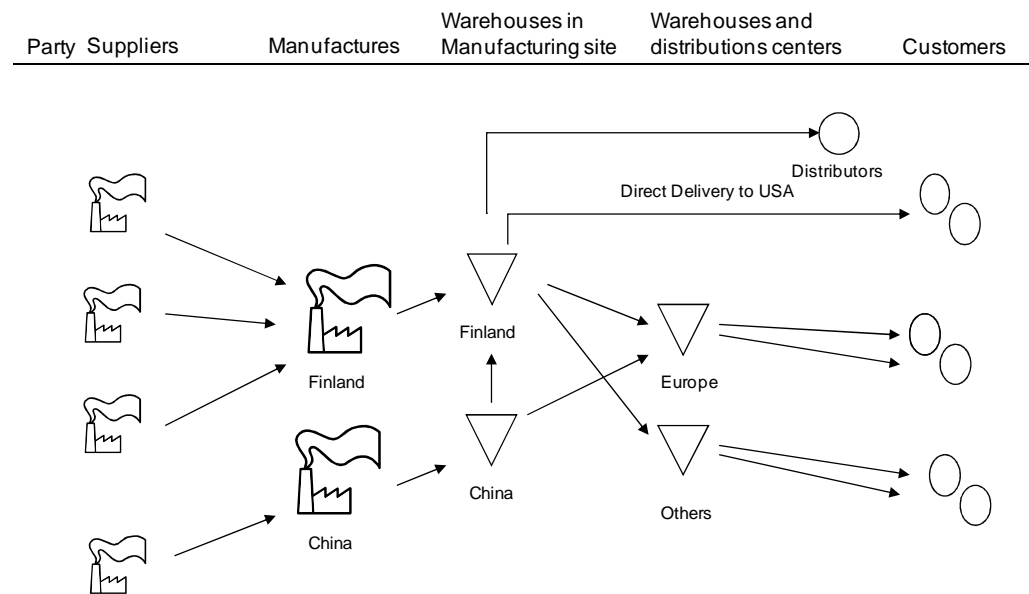 Party Suppliers Manufactures Warehouses in Manufacturing site Warehouses and distributions centers Customers
Distributors
Direct Delivery to USA
Finland
Finland
Europe
China
China
Others